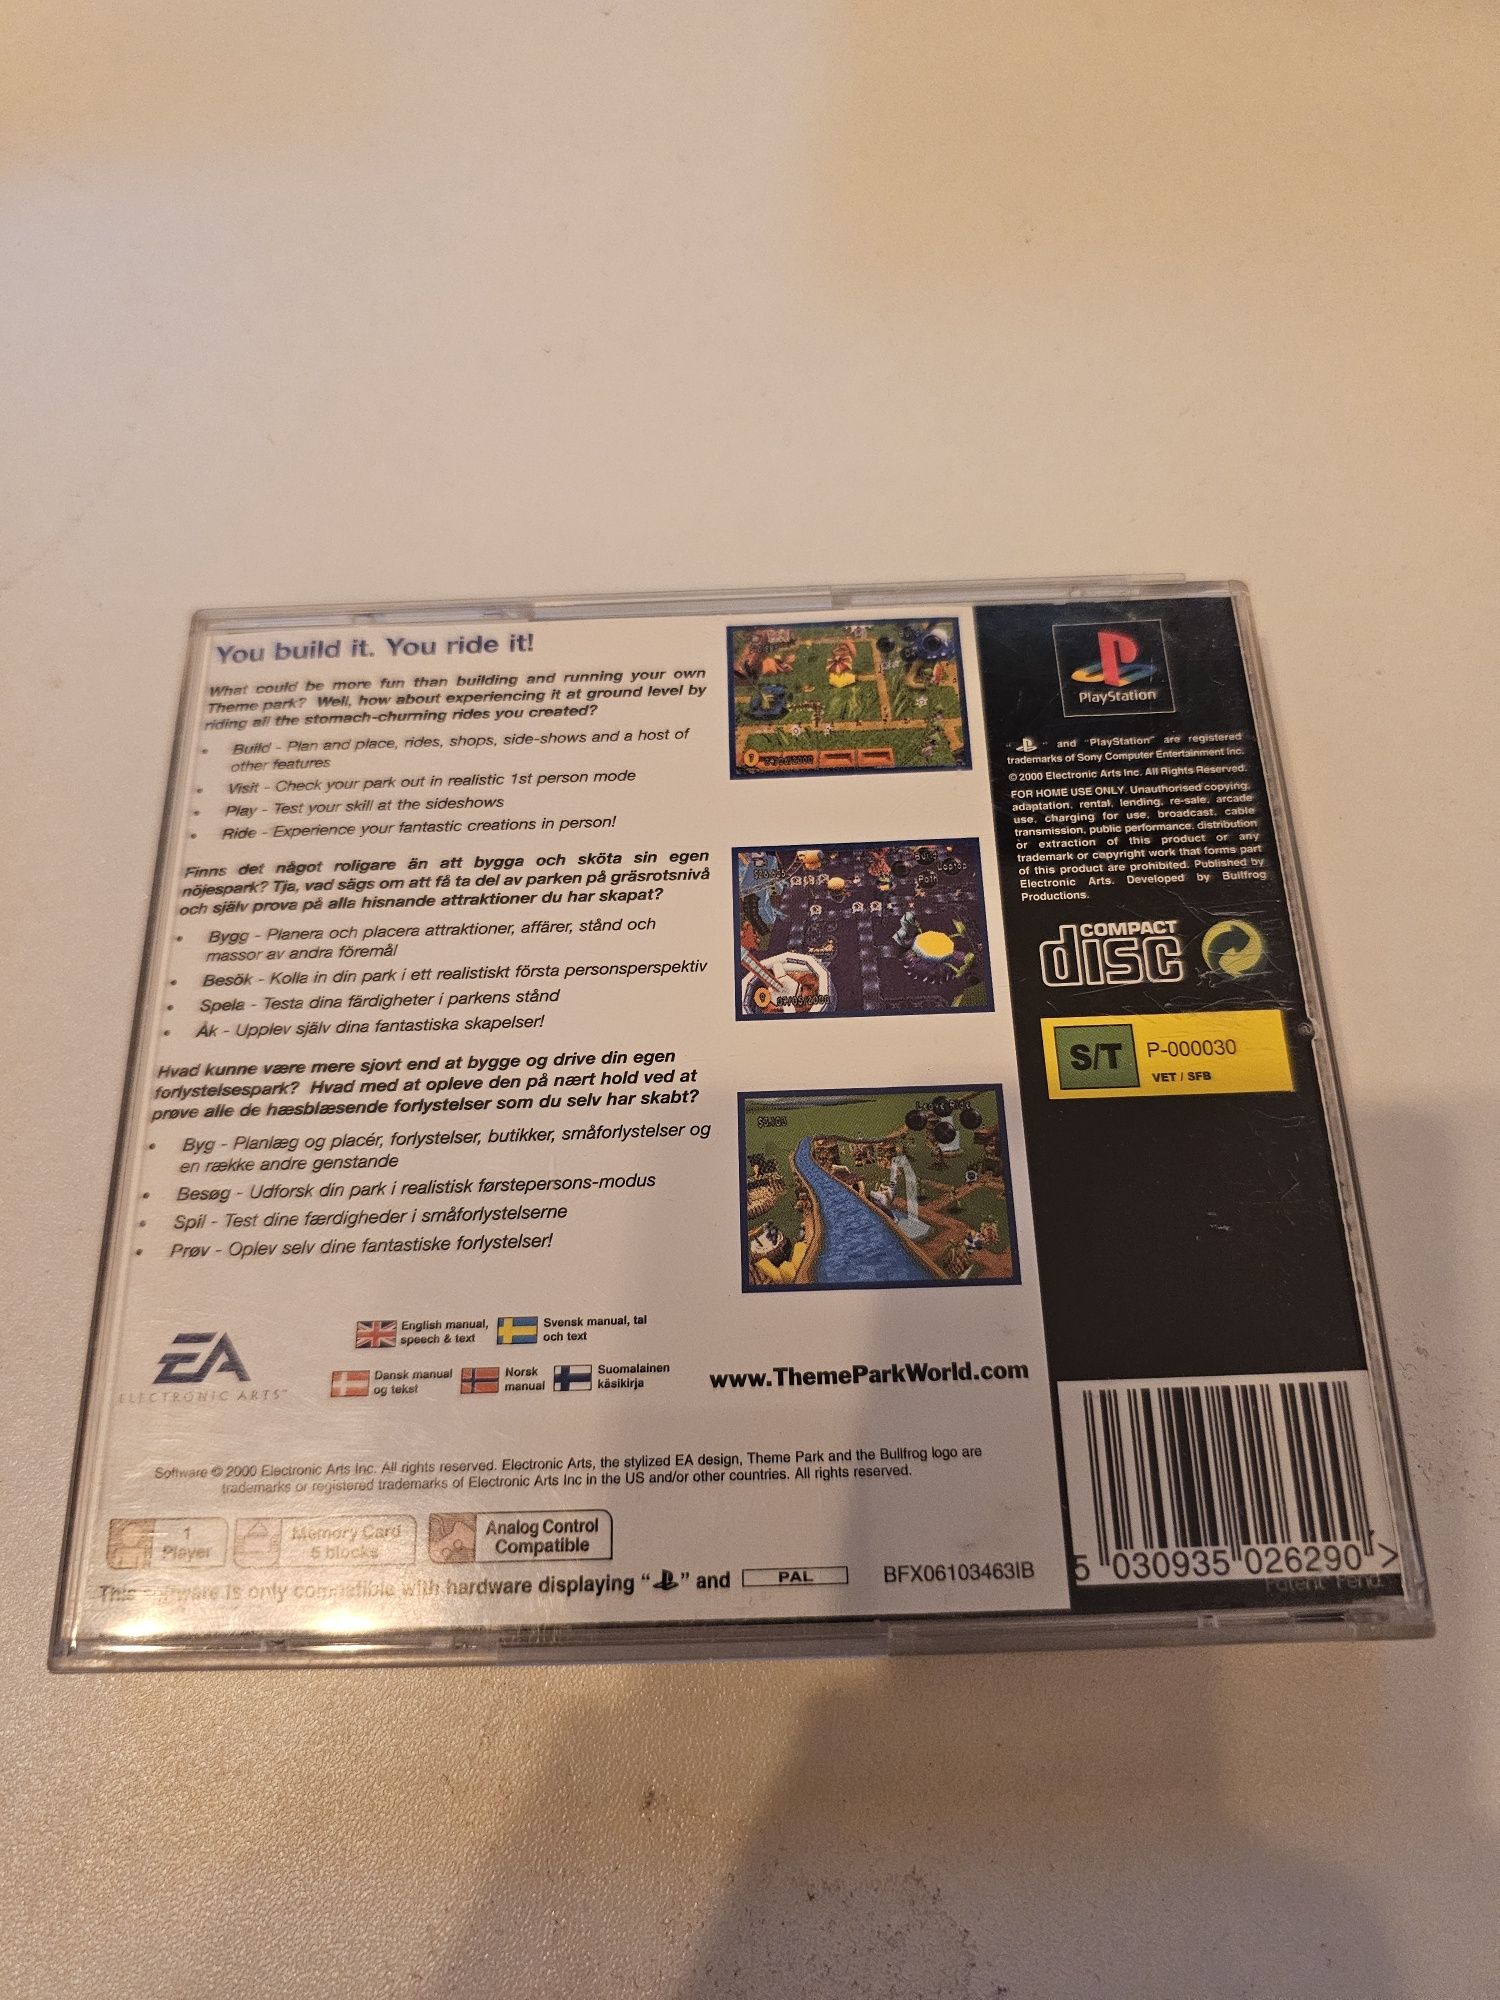 You build it. You ride it!
What could be more fun than building and running your own
Theme park? Well, how about experiencing it at ground level by
riding all the stomach-churning rides you created?
• Build - Plan and place, rides, shops, side-shows and a host of
other features
• Visit - Check your park out in realistic 1st person mode
• Play - Test your skill at the sideshows
• Ride - Experience your fantastic creations in person!
Finns det något roligare än att bygga och sköta sin egen
nöjespark? Tja, vad sägs om att få ta del av parken på gräsrotsnivå
och själv prova på alla hisnande attraktioner du har skapat?
• Bygg - Planera och placera attraktioner, affärer, stånd och
massor av andra föremål
• Besök - Kolla in din park i ett realistiskt första personsperspektiv
• Spela - Testa dina färdigheter i parkens stånd
• Åk - Upplev själv dina fantastiska skapelser!
Hvad kunne være mere sjovt end at bygge og drive din egen
forlystelsespark? Hvad med at opleve den på nært hold ved at
prøve alle de hæsblæsende forlystelser som du selv har skabt?
• Byg - Planlæg og placér, forlystelser, butikker, småforlystelser og
en række andre genstande
• Besøg - Udforsk din park i realistisk førstepersons-modus
• Spil - Test dine færdigheder i småforlystelserne
• Prøv - Oplev selv dine fantastiske forlystelser!
EA
ELECTRONIC ARTS™
English manual,
speech & text
Svensk manual, tal
och text
Dansk manual
og tekst
Norsk
manual
Suomalainen
käsikirja
www.ThemeParkWorld.com
Software © 2000 Electronic Arts Inc. All rights reserved. Electronic Arts, the stylized EA design, Theme Park and the Bullfrog logo are
trademarks or registered trademarks of Electronic Arts Inc in the US and/or other countries. All rights reserved.
1
Player
Memory Card
5 blocks
Analog Control
Compatible
This software is only compatible with hardware displaying " " and PAL
BFX06103463IB
PlayStation
" " and "PlayStation" are registered
trademarks of Sony Computer Entertainment Inc.
© 2000 Electronic Arts Inc. All Rights Reserved.
FOR HOME USE ONLY. Unauthorised copying,
adaptation, rental, lending, re-sale, arcade
use, charging for use, broadcast, cable
transmission, public performance, distribution
or extraction of this product or any
trademark or copyright work that forms part
of this product are prohibited. Published by
Electronic Arts. Developed by Bullfrog
Productions.
COMPACT
disc
S/T
P-000030
VET / SFB
5 030935 026290 >
Patent Pend.